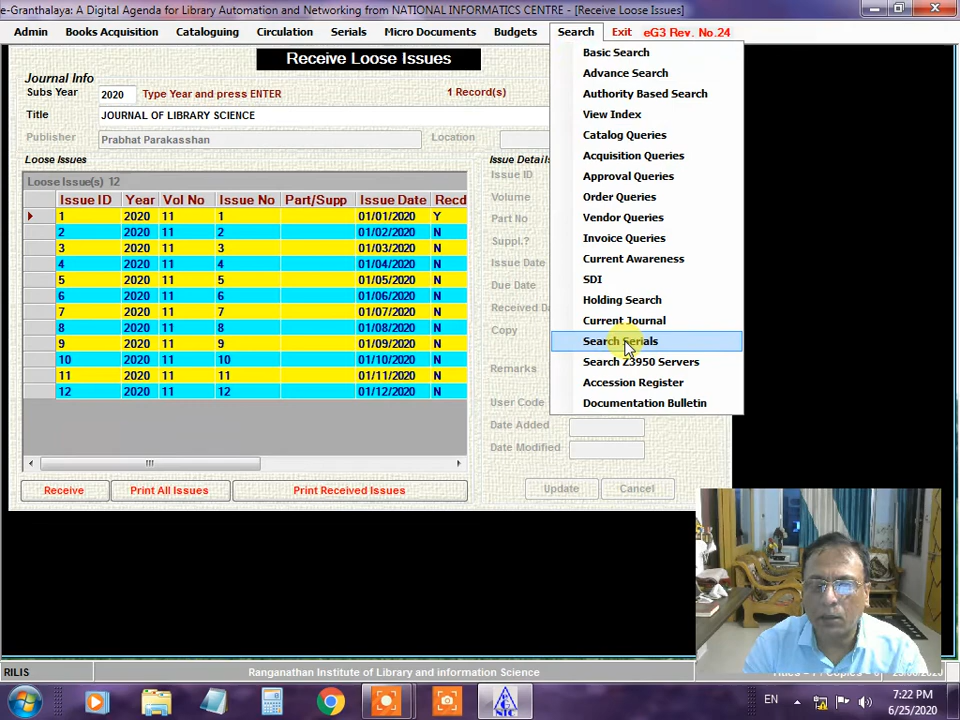 e-Granthalaya: A Digital Agenda for Library Automation and Networking from NATIONAL INFORMATICS CENTRE - [Receive Loose Issues]
Admin Books Acquisition Cataloguing Circulation Serials Micro Documents Budgets Search Exit eG3 Rev. No.24
Receive Loose Issues
Journal Info
Subs Year 2020 Type Year and press ENTER 1 Record(s)
Title JOURNAL OF LIBRARY SCIENCE
Publisher Prabhat Parakasshan Location
Loose Issues
Loose Issue(s) 12
Issue ID Year Vol No Issue No Part/Supp Issue Date Recd
1 2020 11 1 01/01/2020 Y
2 2020 11 2 01/02/2020 N
3 2020 11 3 01/03/2020 N
4 2020 11 4 01/04/2020 N
5 2020 11 5 01/05/2020 N
6 2020 11 6 01/06/2020 N
7 2020 11 7 01/07/2020 N
8 2020 11 8 01/08/2020 N
9 2020 11 9 01/09/2020 N
10 2020 11 10 01/10/2020 N
11 2020 11 11 01/11/2020 N
12 2020 11 12 01/12/2020 N
Receive Print All Issues Print Received Issues
Issue Details
Issue ID
Volume
Part No
Suppl.?
Issue Date
Due Date
Received D
Copy
Remarks
User Code
Date Added
Date Modified
Update Cancel
Basic Search
Advance Search
Authority Based Search
View Index
Catalog Queries
Acquisition Queries
Approval Queries
Order Queries
Vendor Queries
Invoice Queries
Current Awareness
SDI
Holding Search
Current Journal
Search Serials
Search Z3950 Servers
Accession Register
Documentation Bulletin
RILIS Ranganathan Institute of Library and information Science
NIC
EN 7:22 PM
6/25/2020